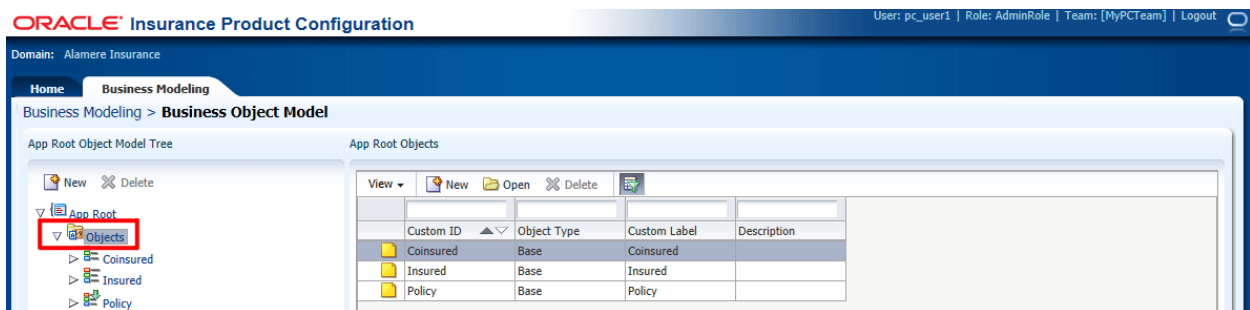 ORACLE® Insurance Product Configuration
User: pc_user1 | Role: AdminRole | Team: [MyPCTeam] | Logout
Domain: Alamere Insurance
Home Business Modeling
Business Modeling > Business Object Model
App Root Object Model Tree
App Root Objects
New Delete
View New Open Delete
App Root
Objects
Coinsured
Insured
Policy
Custom ID Object Type Custom Label Description
Coinsured Base Coinsured
Insured Base Insured
Policy Base Policy